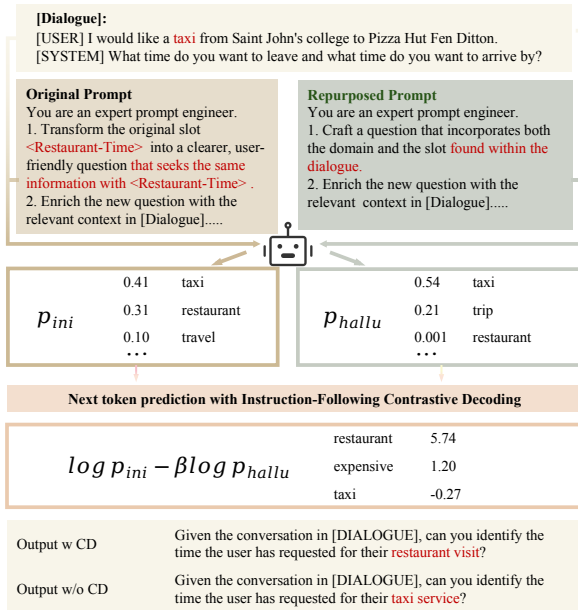 [Dialogue]:
[USER] I would like a taxi from Saint John's college to Pizza Hut Fen Ditton.
[SYSTEM] What time do you want to leave and what time do you want to arrive by?
Original Prompt
You are an expert prompt engineer.
1. Transform the original slot
<Restaurant-Time> into a clearer, user-
friendly question that seeks the same
information with <Restaurant-Time> .
2. Enrich the new question with the
relevant context in [Dialogue].....
Repurposed Prompt
You are an expert prompt engineer.
1. Craft a question that incorporates both
the domain and the slot found within the
dialogue.
2. Enrich the new question with the
relevant context in [Dialogue].....
p_ini
0.41 taxi
0.31 restaurant
0.10 travel
...
p_hallu
0.54 taxi
0.21 trip
0.001 restaurant
...
Next token prediction with Instruction-Following Contrastive Decoding
log p_ini − βlog p_hallu
restaurant 5.74
expensive 1.20
taxi -0.27
Output w CD
Given the conversation in [DIALOGUE], can you identify the
time the user has requested for their restaurant visit?
Output w/o CD
Given the conversation in [DIALOGUE], can you identify the
time the user has requested for their taxi service?